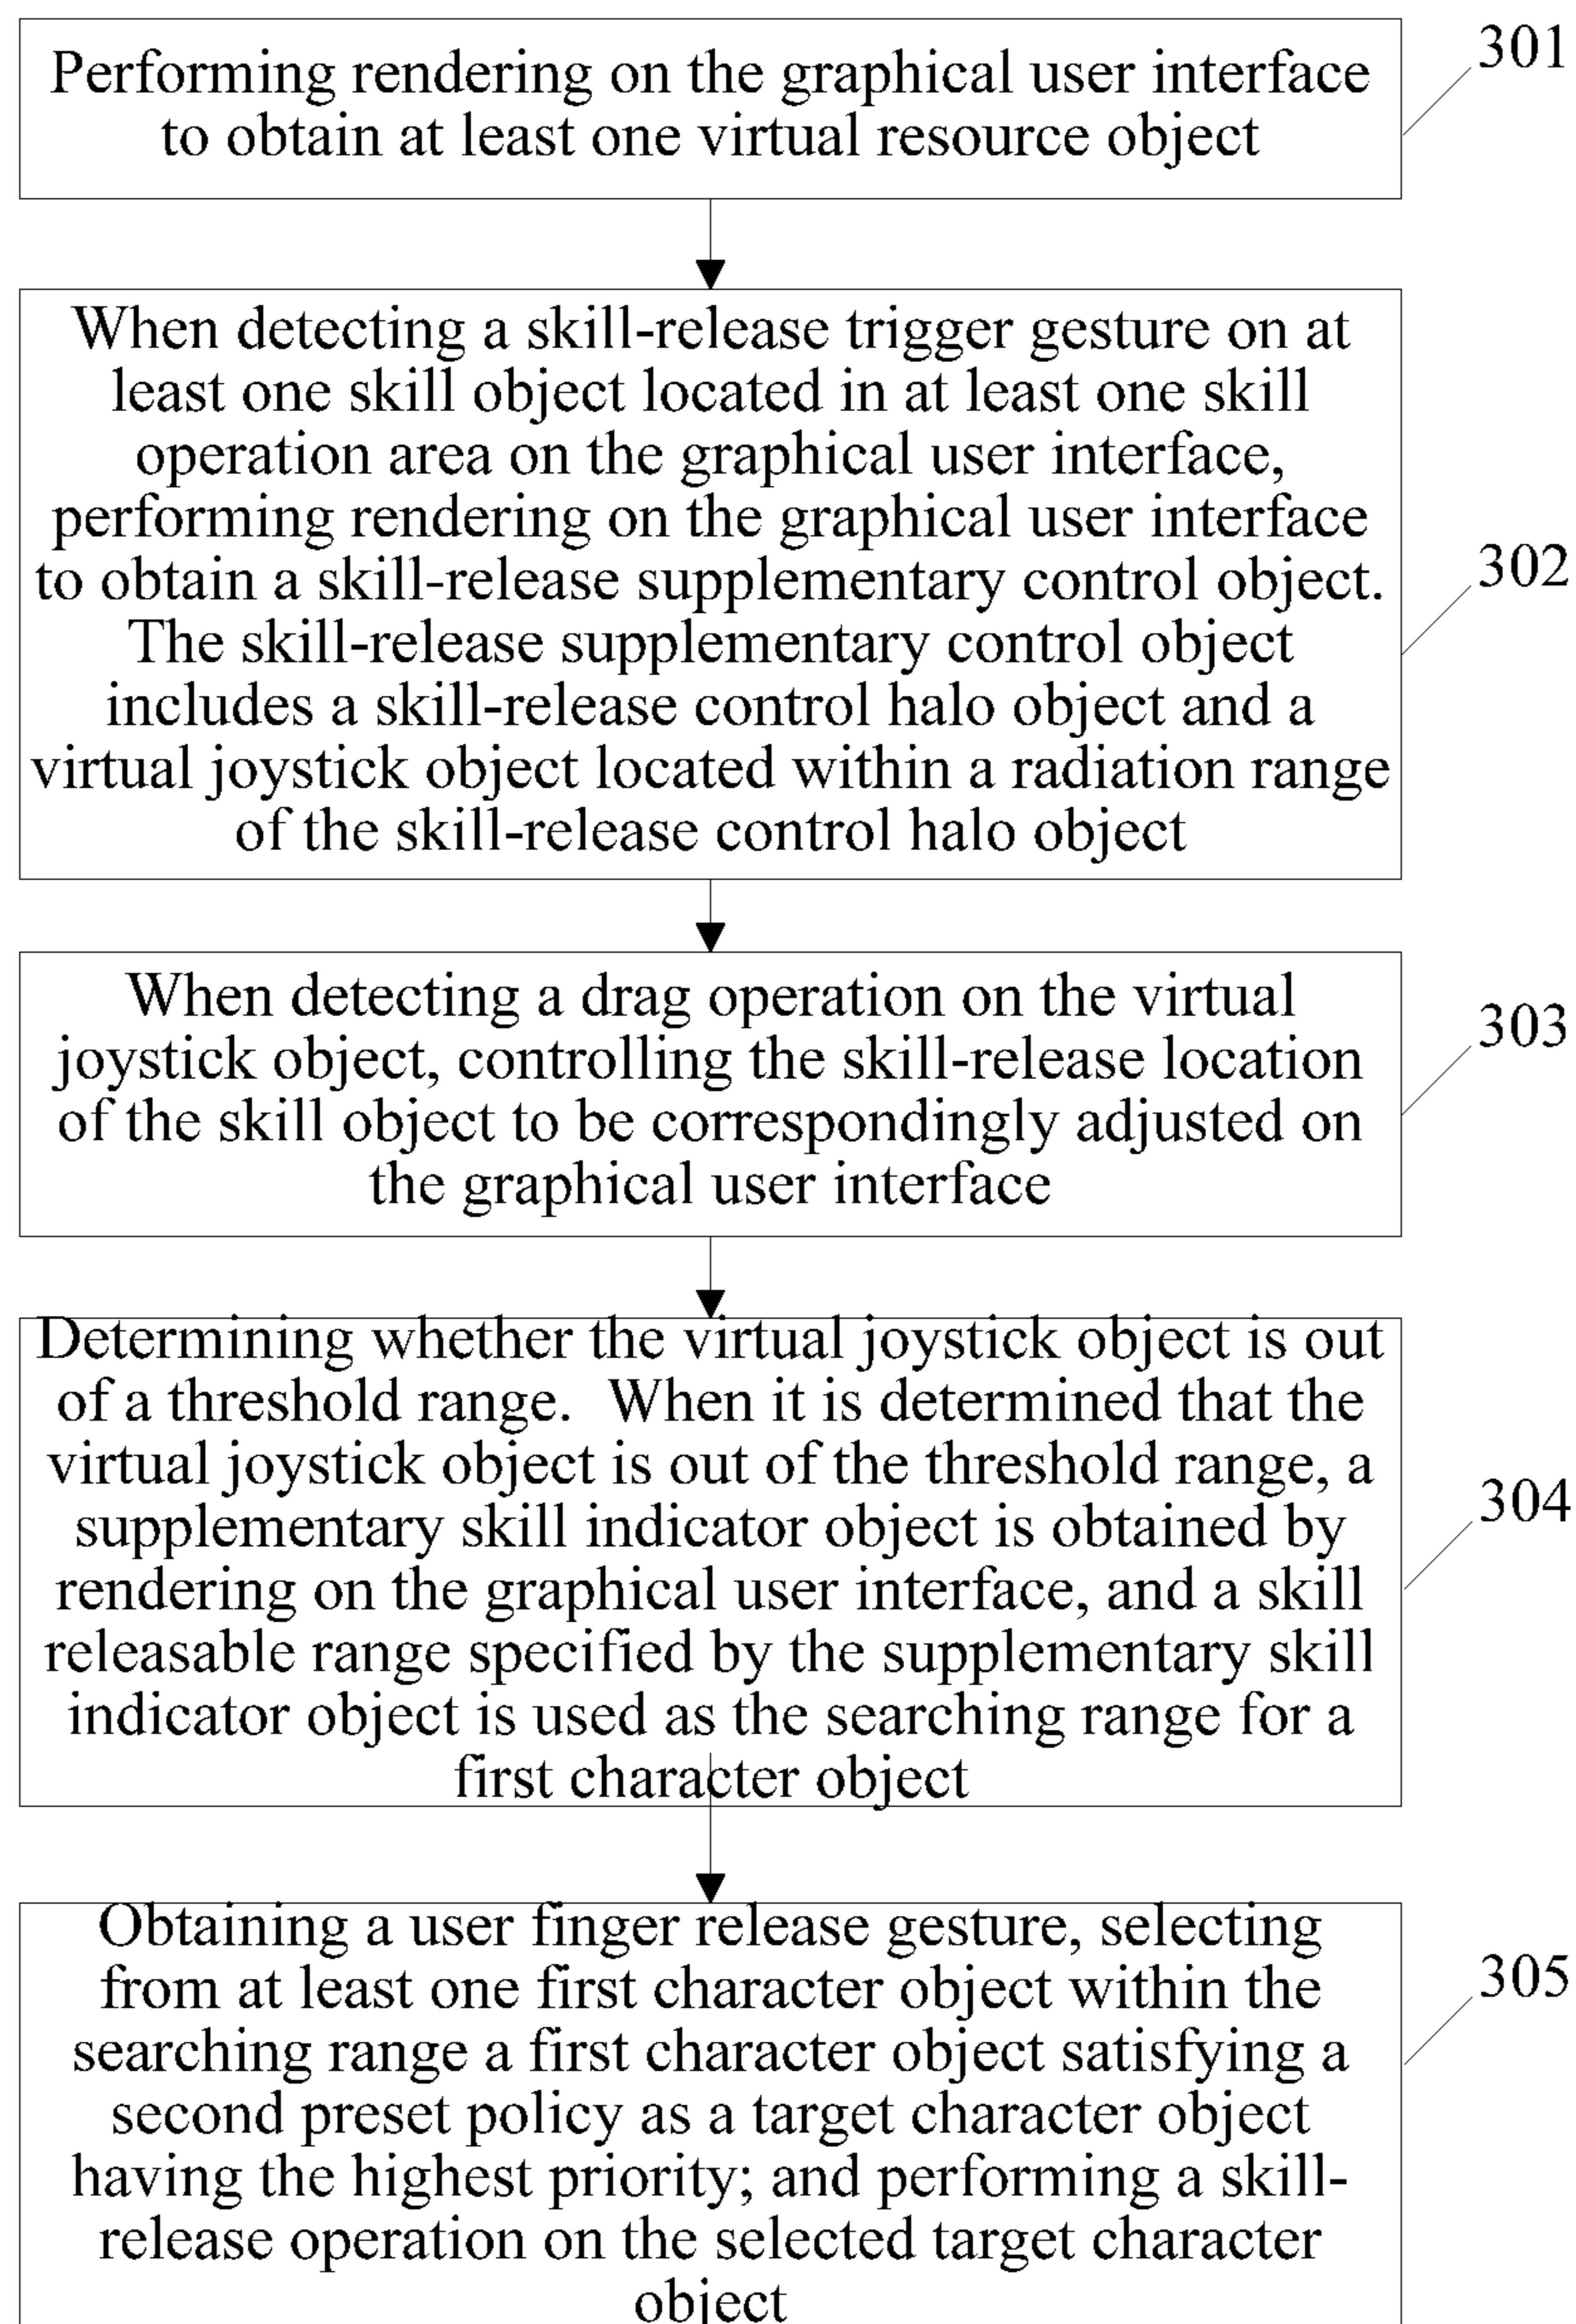 Performing rendering on the graphical user interface
to obtain at least one virtual resource object
301
When detecting a skill-release trigger gesture on at
least one skill object located in at least one skill
operation area on the graphical user interface,
performing rendering on the graphical user interface
to obtain a skill-release supplementary control object.
The skill-release supplementary control object
includes a skill-release control halo object and a
virtual joystick object located within a radiation range
of the skill-release control halo object
302
When detecting a drag operation on the virtual
joystick object, controlling the skill-release location
of the skill object to be correspondingly adjusted on
the graphical user interface
303
Determining whether the virtual joystick object is out
of a threshold range.  When it is determined that the
virtual joystick object is out of the threshold range, a
supplementary skill indicator object is obtained by
rendering on the graphical user interface, and a skill
releasable range specified by the supplementary skill
indicator object is used as the searching range for a
first character object
304
Obtaining a user finger release gesture, selecting
from at least one first character object within the
searching range a first character object satisfying a
second preset policy as a target character object
having the highest priority; and performing a skill-
release operation on the selected target character
object
305